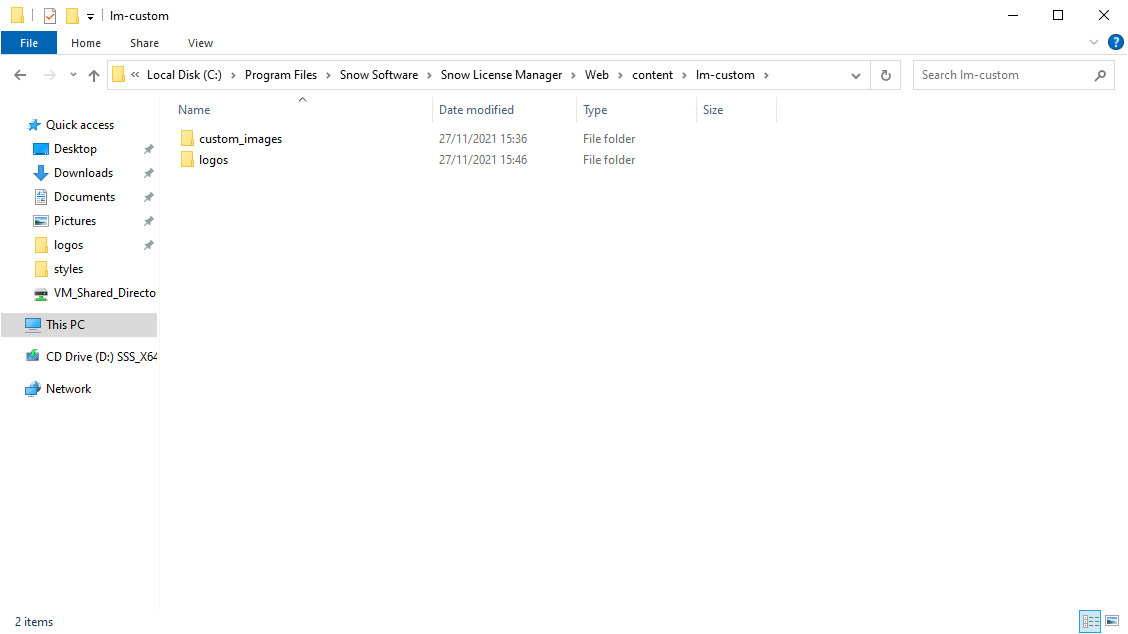 lm-custom
File Home Share View
« Local Disk (C:) › Program Files › Snow Software › Snow License Manager › Web › content › lm-custom ›
Search lm-custom
Name Date modified Type Size
custom_images 27/11/2021 15:36 File folder
logos 27/11/2021 15:46 File folder
Quick access
Desktop
Downloads
Documents
Pictures
logos
styles
VM_Shared_Directo
This PC
CD Drive (D:) SSS_X64
Network
2 items